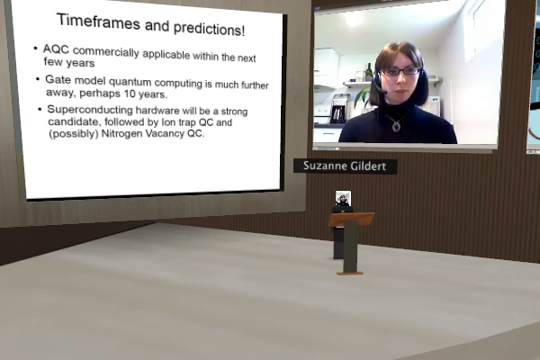 Timeframes and predictions!
• AQC commercially applicable within the next
few years
• Gate model quantum computing is much further
away, perhaps 10 years.
• Superconducting hardware will be a strong
candidate, followed by Ion trap QC and
(possibly) Nitrogen Vacancy QC.
Suzanne Gildert